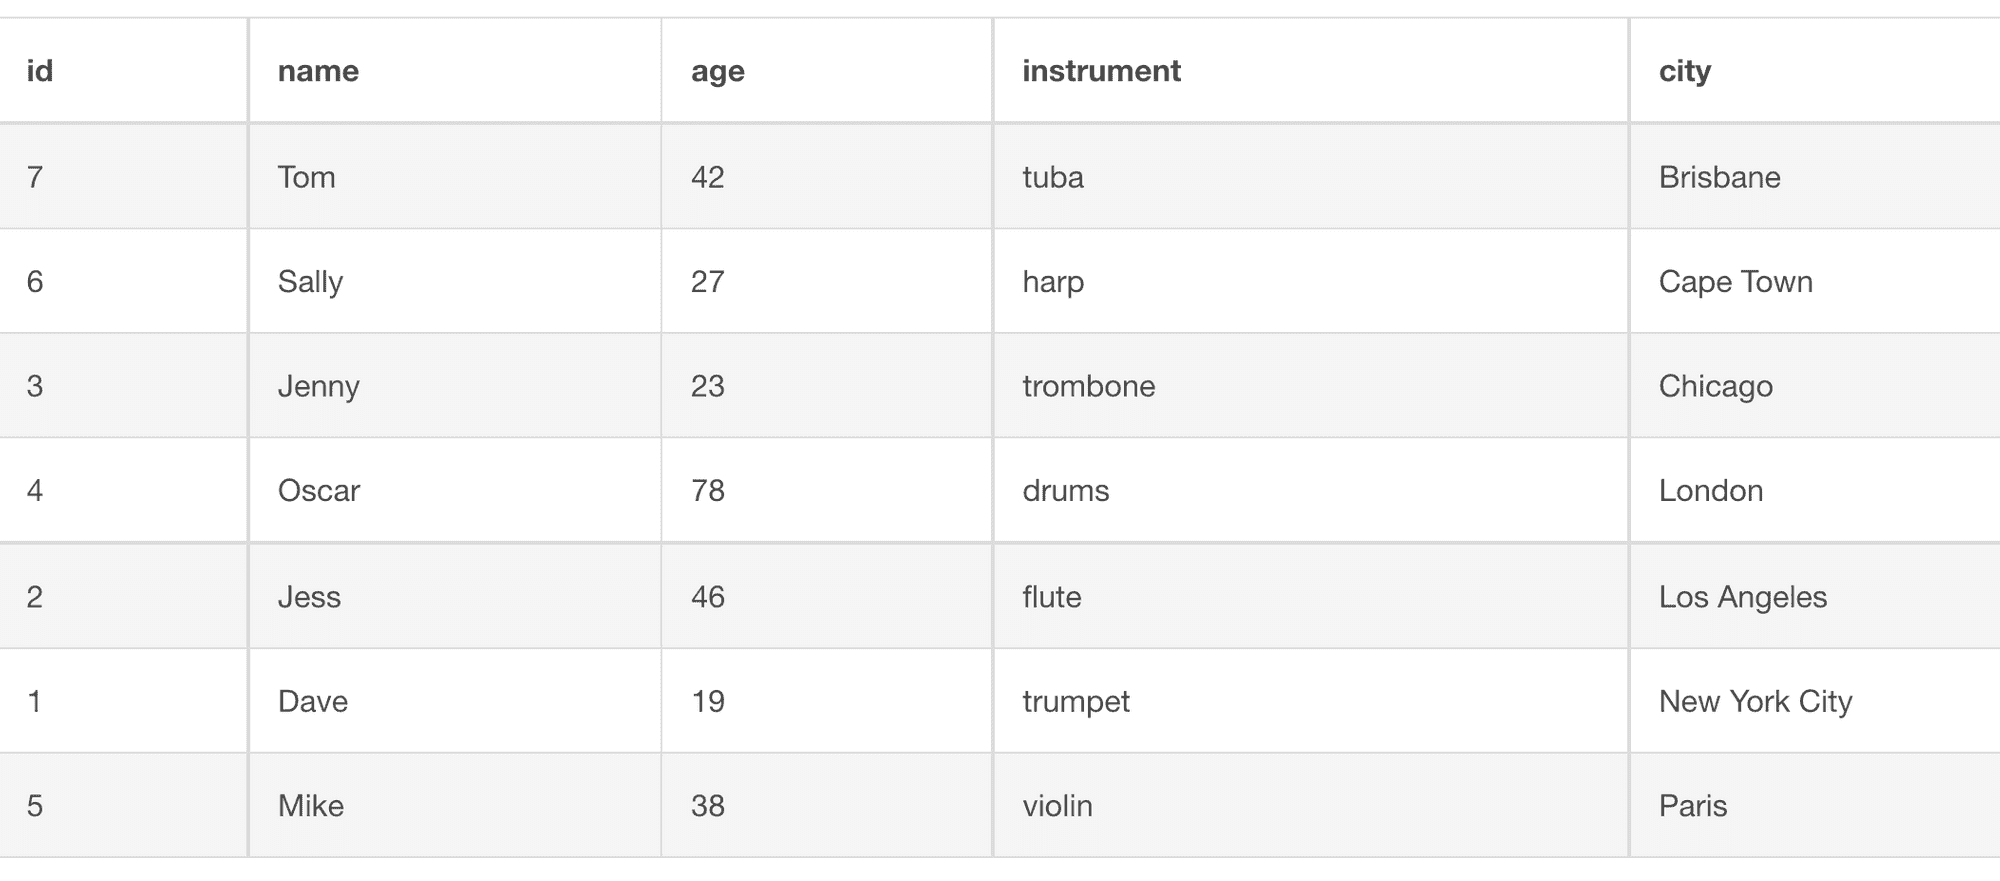 id name age instrument city
7 Tom 42 tuba Brisbane
6 Sally 27 harp Cape Town
3 Jenny 23 trombone Chicago
4 Oscar 78 drums London
2 Jess 46 flute Los Angeles
1 Dave 19 trumpet New York City
5 Mike 38 violin Paris